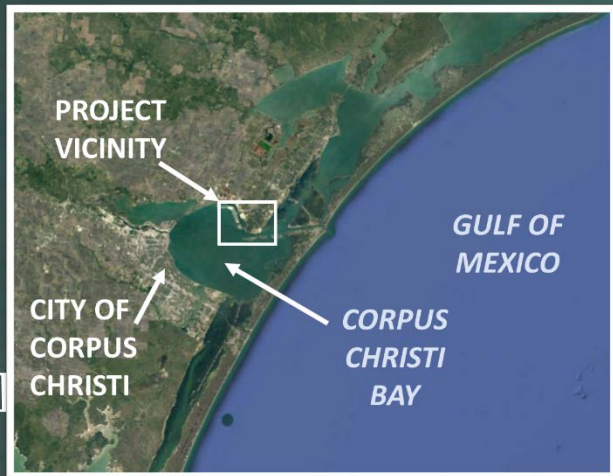 PROJECT
VICINITY
GULF OF
MEXICO
CITY OF
CORPUS
CHRISTI
CORPUS
CHRISTI
BAY